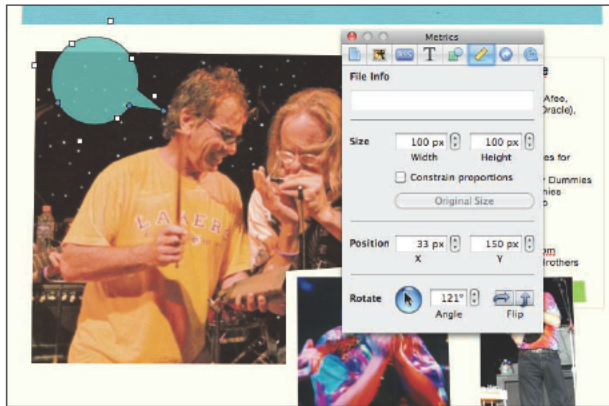 Metrics
T
File Info
e
Afee,
Oracle),
Size
100 px
100 px
Width
Height
es for
Constrain proportions
Dummies
nies
Original Size
Position
33 px
150 px
X
Y
om
Brothers
Rotate
121°
Angle
Flip
LAKERS